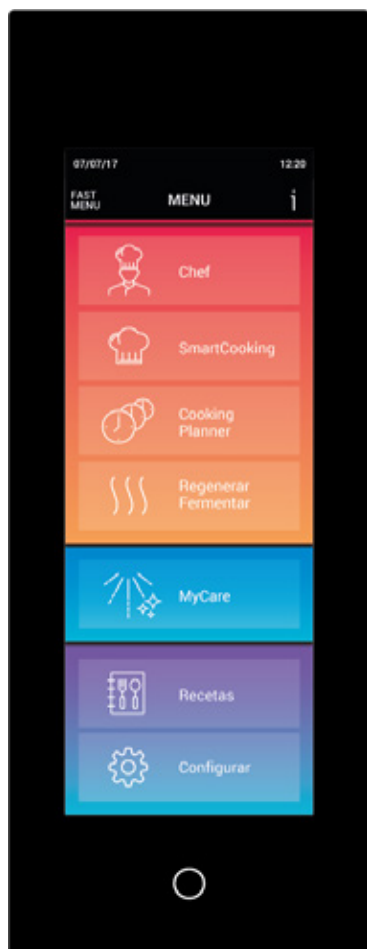 07/07/17 12:20
FAST
MENU
MENU
i
Chef
SmartCooking
Cooking
Planner
Regenerar
Fermentar
MyCare
Recetas
Configurar